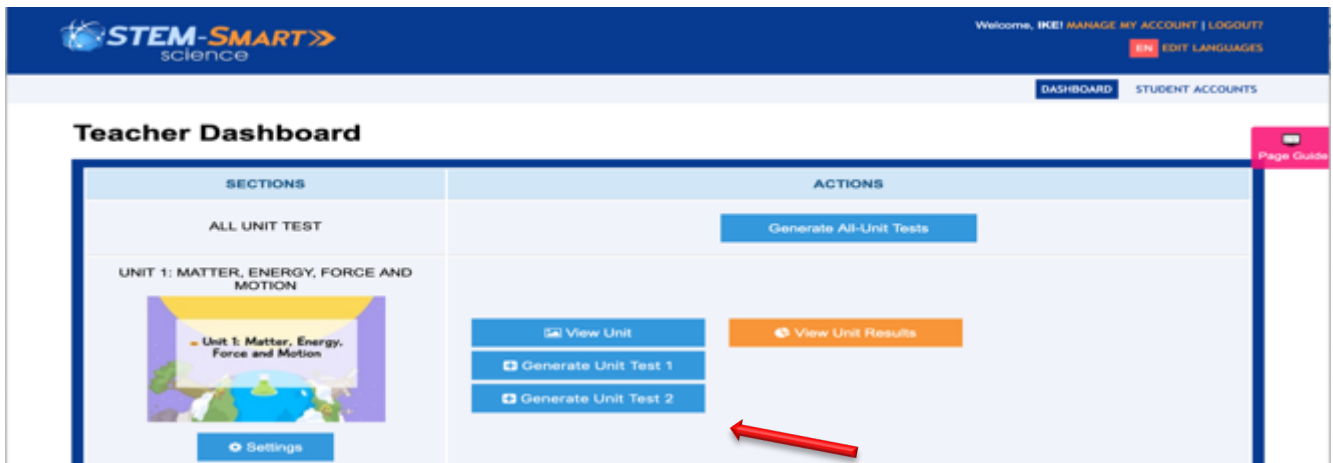 STEM-SMART
science
Welcome, IKE! MANAGE MY ACCOUNT | LOGOUT?
EN EDIT LANGUAGES
DASHBOARD STUDENT ACCOUNTS
Teacher Dashboard
Page Guide
SECTIONS ACTIONS
ALL UNIT TEST Generate All-Unit Tests
UNIT 1: MATTER, ENERGY, FORCE AND
MOTION
Unit 1: Matter, Energy,
Force and Motion
View Unit View Unit Results
Generate Unit Test 1
Generate Unit Test 2
Settings